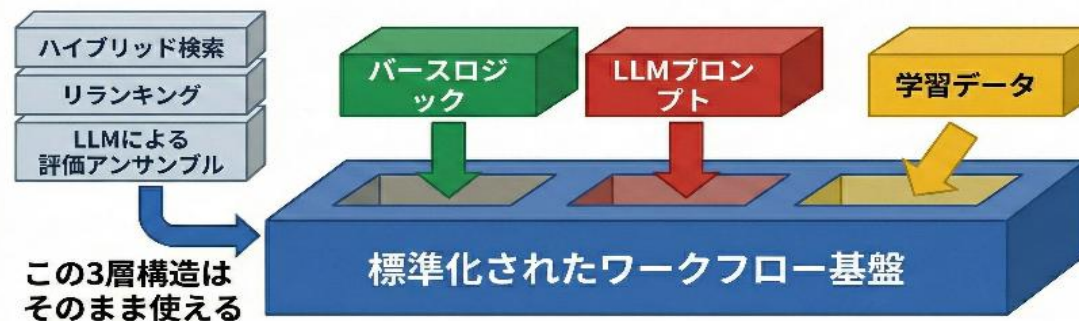 ハイブリッド検索
リランキング
LLMによる
評価アンサンブル
この3層構造は
そのまま使える
バースロジ
ック
LLMプロン
プト
学習データ
標準化されたワークフロー基盤